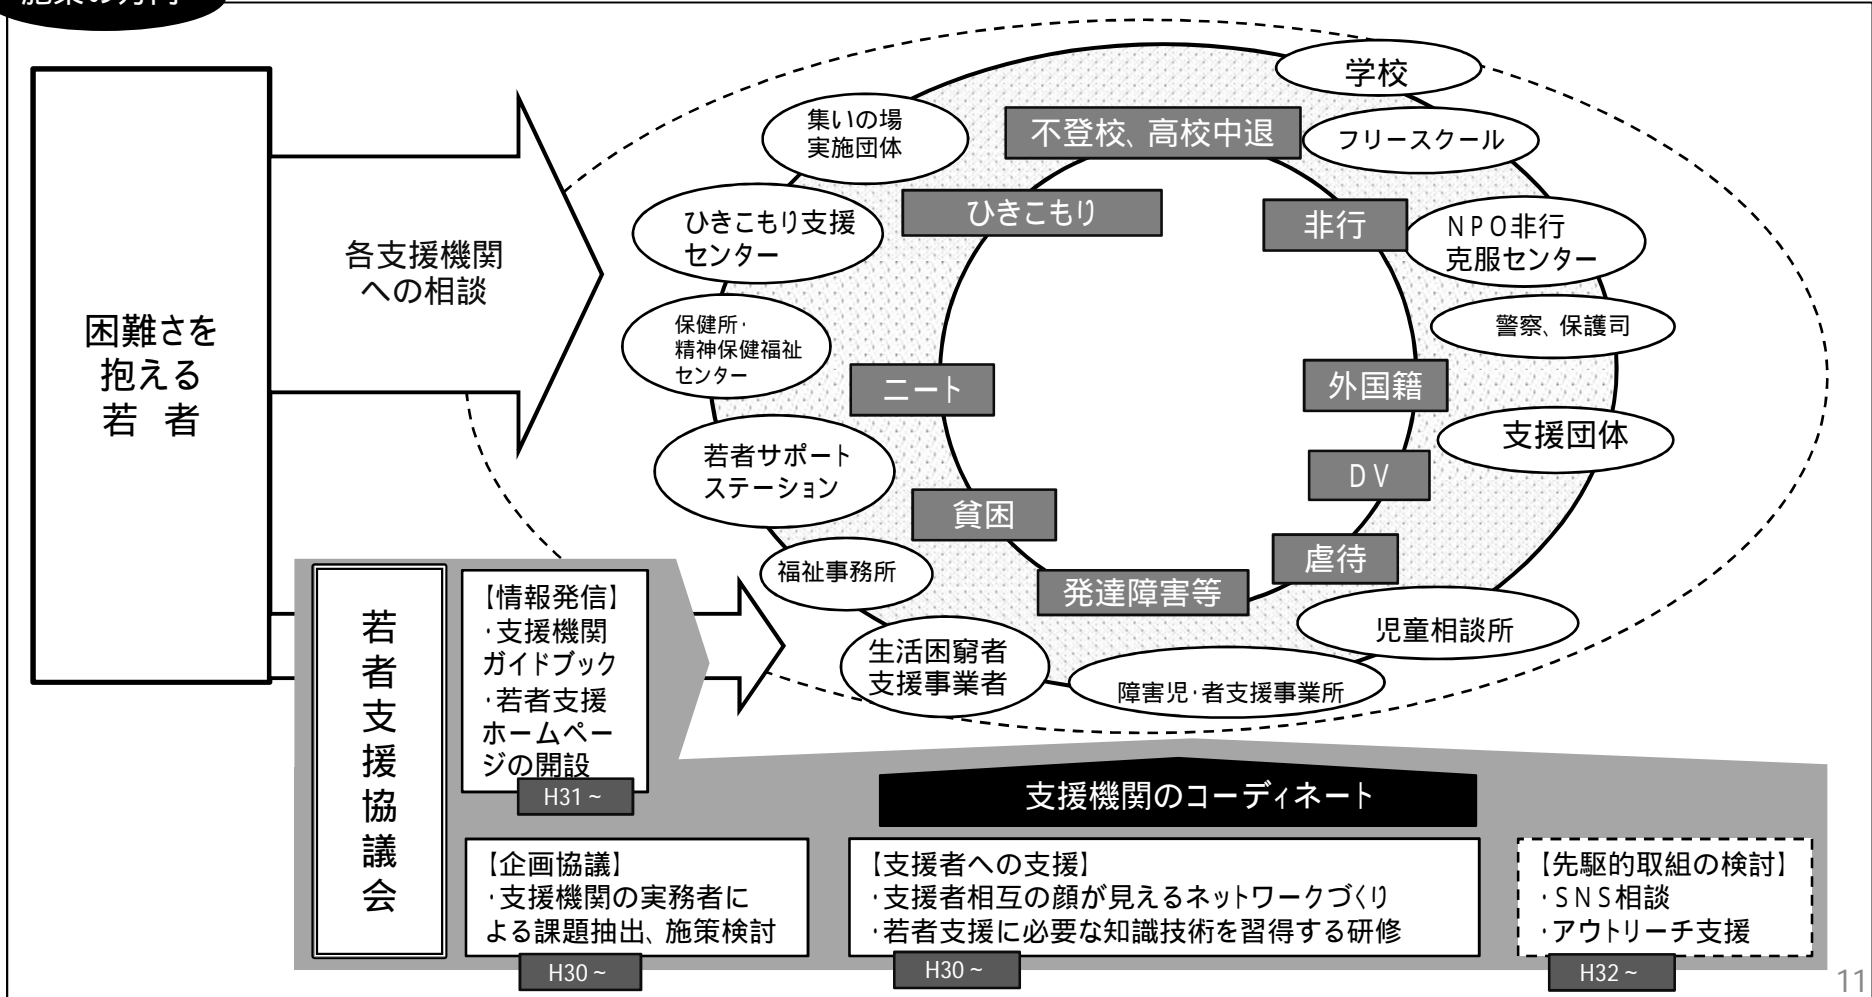 困難さを
抱える
若　者
各支援機関
への相談
学校
集いの場
実施団体
不登校、高校中退
フリースクール
ひきこもり支援
センター
ひきこもり
非行
ＮＰＯ非行
克服センター
保健所・
精神保健福祉
センター
警察、保護司
ニート
外国籍
若者サポート
ステーション
支援団体
ＤＶ
貧困
虐待
福祉事務所
発達障害等
児童相談所
生活困窮者
支援事業者
障害児・者支援事業所
若者支援協議会
【情報発信】
・支援機関
ガイドブック
・若者支援
ホームペー
ジの開設
H31～
支援機関のコーディネート
【企画協議】
・支援機関の実務者に
よる課題抽出、施策検討
H30～
【支援者への支援】
・支援者相互の顔が見えるネットワークづくり
・若者支援に必要な知識技術を習得する研修
H30～
【先駆的取組の検討】
・ＳＮＳ相談
・アウトリーチ支援
H32～
11